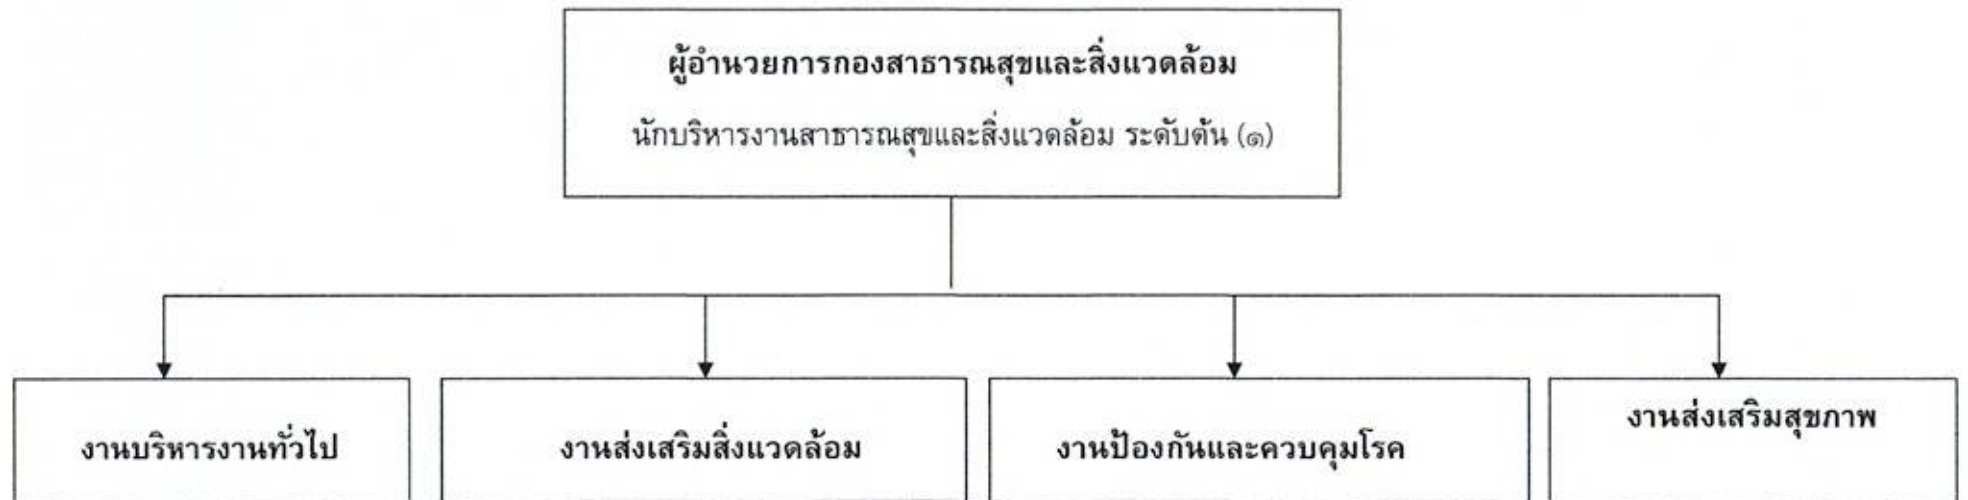 ผู้อำนวยการกองสาธารณสุขและสิ่งแวดล้อม
นักบริหารงานสาธารณสุขและสิ่งแวดล้อม ระดับต้น (๑)
งานบริหารงานทั่วไป
งานส่งเสริมสิ่งแวดล้อม
งานป้องกันและควบคุมโรค
งานส่งเสริมสุขภาพ